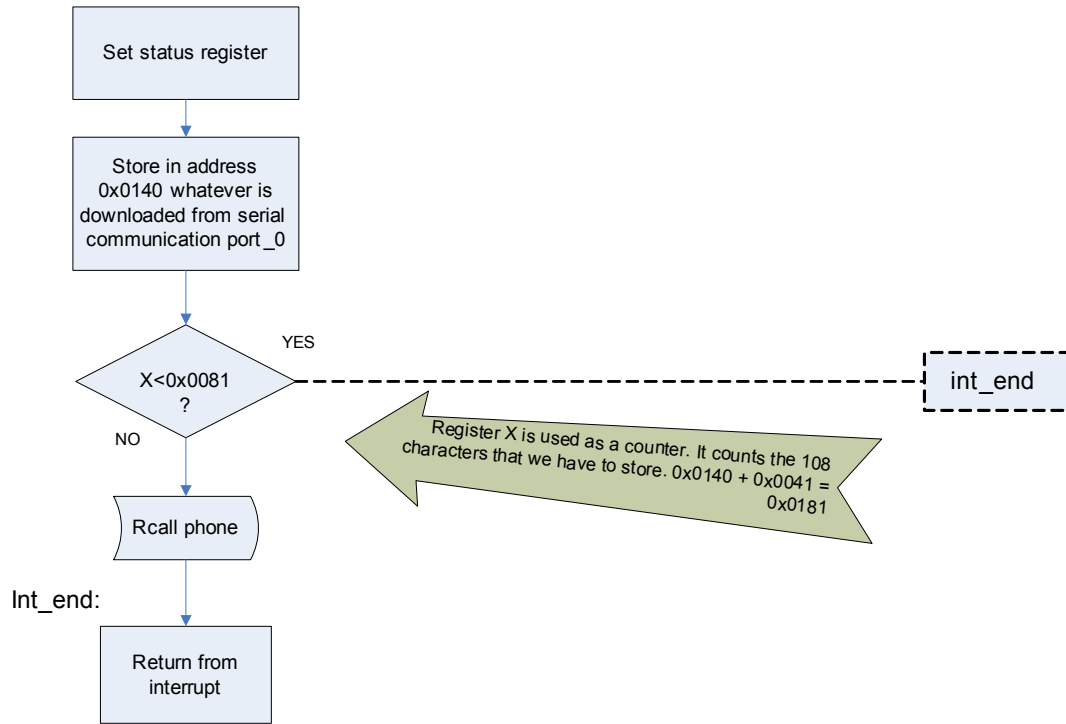 Set status register
Store in address
0x0140 whatever is
downloaded from serial
communication port_0
YES
X<0x0081
?
int_end
NO
Register X is used as a counter. It counts the 108
characters that we have to store. 0x0140 + 0x0041 =
0x0181
Rcall phone
Int_end:
Return from
interrupt